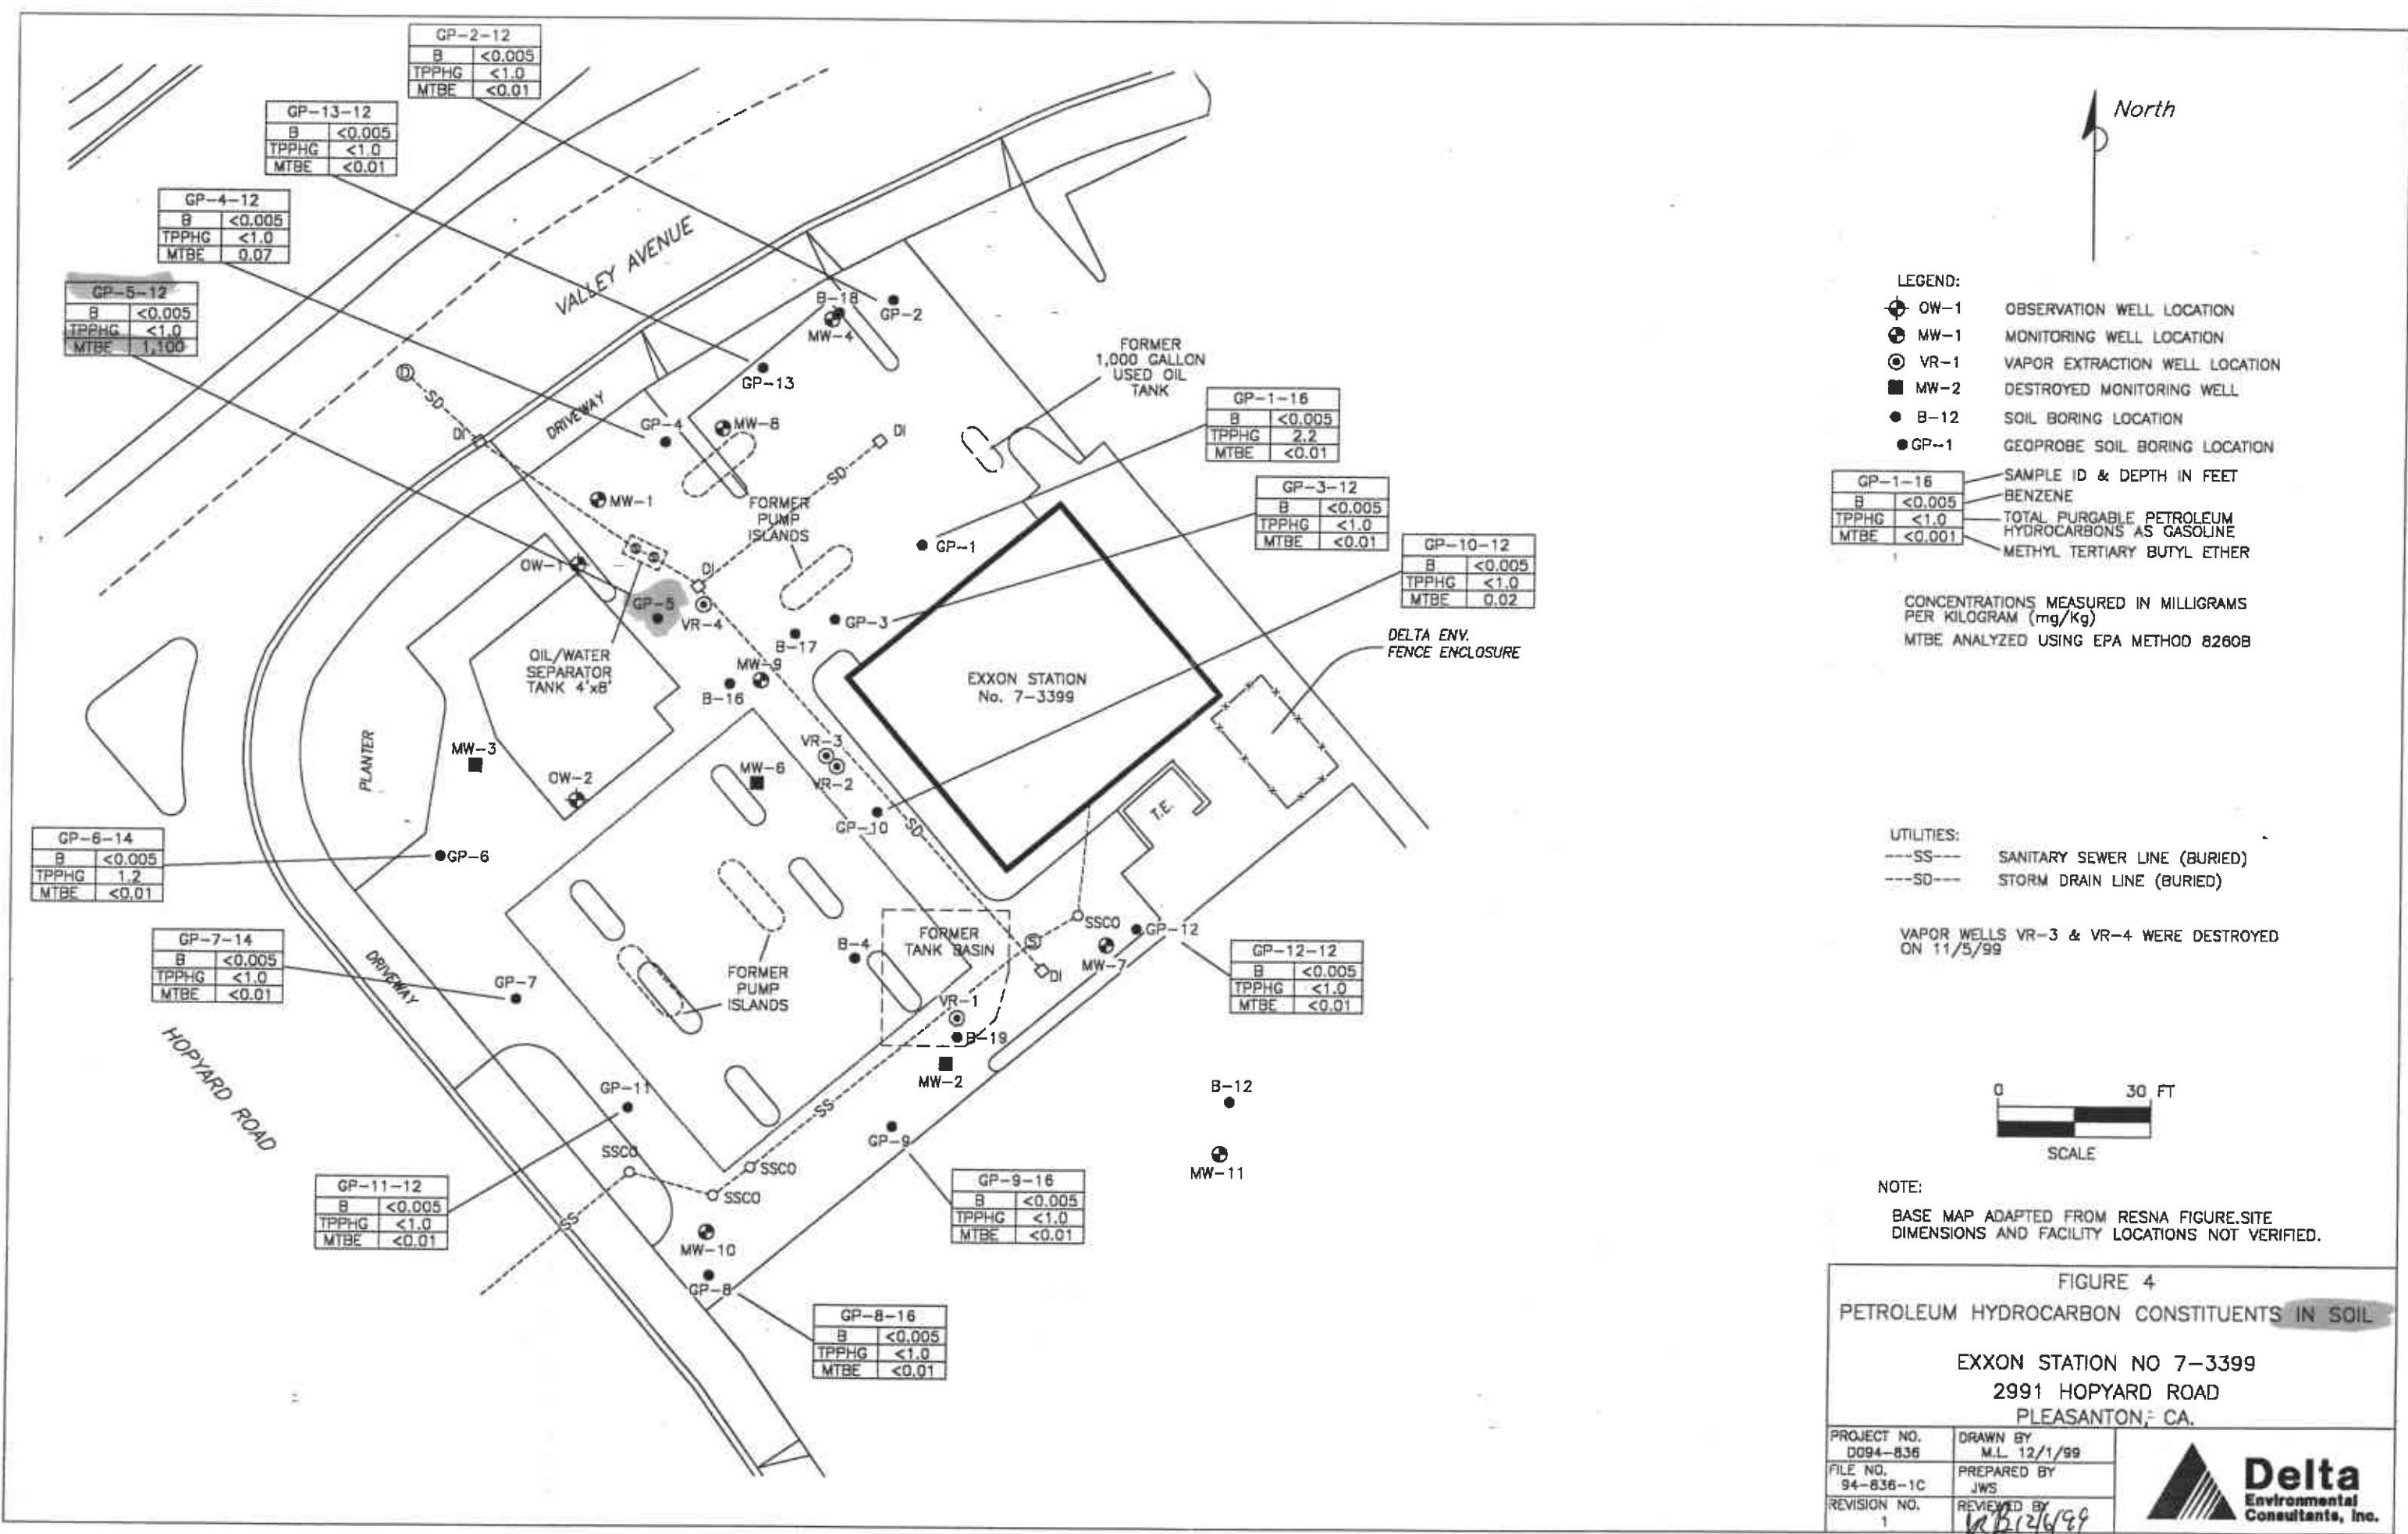 GP-2-12
B <0.005
TPPHG <1.0
MTBE <0.01
GP-13-12
B <0.005
TPPHG <1.0
MTBE <0.01
GP-4-12
B <0.005
TPPHG <1.0
MTBE 0.07
GP-5-12
B <0.005
TPPHG <1.0
MTBE 1,100
VALLEY AVENUE
North
B-18
GP-2
MW-4
GP-13
FORMER
1,000 GALLON
USED OIL
TANK
D
SD
DI
DRIVEWAY
GP-4
MW-8
DI
SD
GP-1-16
B <0.005
TPPHG 2.2
MTBE <0.01
MW-1
FORMER
PUMP
ISLANDS
GP-3-12
B <0.005
TPPHG <1.0
MTBE <0.01
GP-1
GP-10-12
B <0.005
TPPHG <1.0
MTBE 0.02
OW-1
DI
GP-5
VR-4
GP-3
B-17
DELTA ENV.
FENCE ENCLOSURE
OIL/WATER
SEPARATOR
TANK 4'x8'
MW-9
B-16
EXXON STATION
No. 7-3399
PLANTER
MW-3
OW-2
VR-3
MW-6
VR-2
GP-10
SD
T.E.
GP-6-14
B <0.005
TPPHG 1.2
MTBE <0.01
GP-6
GP-7-14
B <0.005
TPPHG <1.0
MTBE <0.01
DRIVEWAY
GP-7
FORMER
PUMP
ISLANDS
B-4
FORMER
TANK BASIN
SSCO
S
GP-12
MW-7
DI
GP-12-12
B <0.005
TPPHG <1.0
MTBE <0.01
VR-1
B-19
MW-2
HOPYARD ROAD
GP-11
SS
B-12
GP-9
MW-11
SSCO
SSCO
SSCO
SS
GP-11-12
B <0.005
TPPHG <1.0
MTBE <0.01
GP-9-16
B <0.005
TPPHG <1.0
MTBE <0.01
MW-10
GP-8
GP-8-16
B <0.005
TPPHG <1.0
MTBE <0.01
LEGEND:
OW-1 OBSERVATION WELL LOCATION
MW-1 MONITORING WELL LOCATION
VR-1 VAPOR EXTRACTION WELL LOCATION
MW-2 DESTROYED MONITORING WELL
B-12 SOIL BORING LOCATION
GP-1 GEOPROBE SOIL BORING LOCATION
GP-1-16 SAMPLE ID & DEPTH IN FEET
B <0.005 BENZENE
TPPHG <1.0 TOTAL PURGABLE PETROLEUM
HYDROCARBONS AS GASOLINE
MTBE <0.001 METHYL TERTIARY BUTYL ETHER
CONCENTRATIONS MEASURED IN MILLIGRAMS
PER KILOGRAM (mg/Kg)
MTBE ANALYZED USING EPA METHOD 8260B
UTILITIES:
---SS--- SANITARY SEWER LINE (BURIED)
---SD--- STORM DRAIN LINE (BURIED)
VAPOR WELLS VR-3 & VR-4 WERE DESTROYED
ON 11/5/99
0 30 FT
SCALE
NOTE:
BASE MAP ADAPTED FROM RESNA FIGURE.SITE
DIMENSIONS AND FACILITY LOCATIONS NOT VERIFIED.
FIGURE 4
PETROLEUM HYDROCARBON CONSTITUENTS IN SOIL
EXXON STATION NO 7-3399
2991 HOPYARD ROAD
PLEASANTON, CA.
PROJECT NO.
D094-836
DRAWN BY
M.L. 12/1/99
FILE NO.
94-836-1C
PREPARED BY
JWS
REVISION NO.
1
REVIEWED BY
12/6/99
Delta
Environmental
Consultants, Inc.